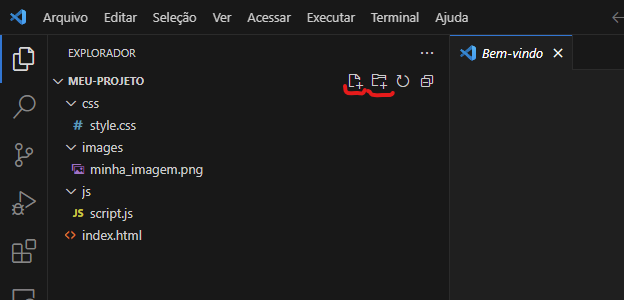 Arquivo Editar Seleção Ver Acessar Executar Terminal Ajuda
EXPLORADOR
Bem-vindo
MEU-PROJETO
css
# style.css
images
minha_imagem.png
js
JS script.js
<> index.html